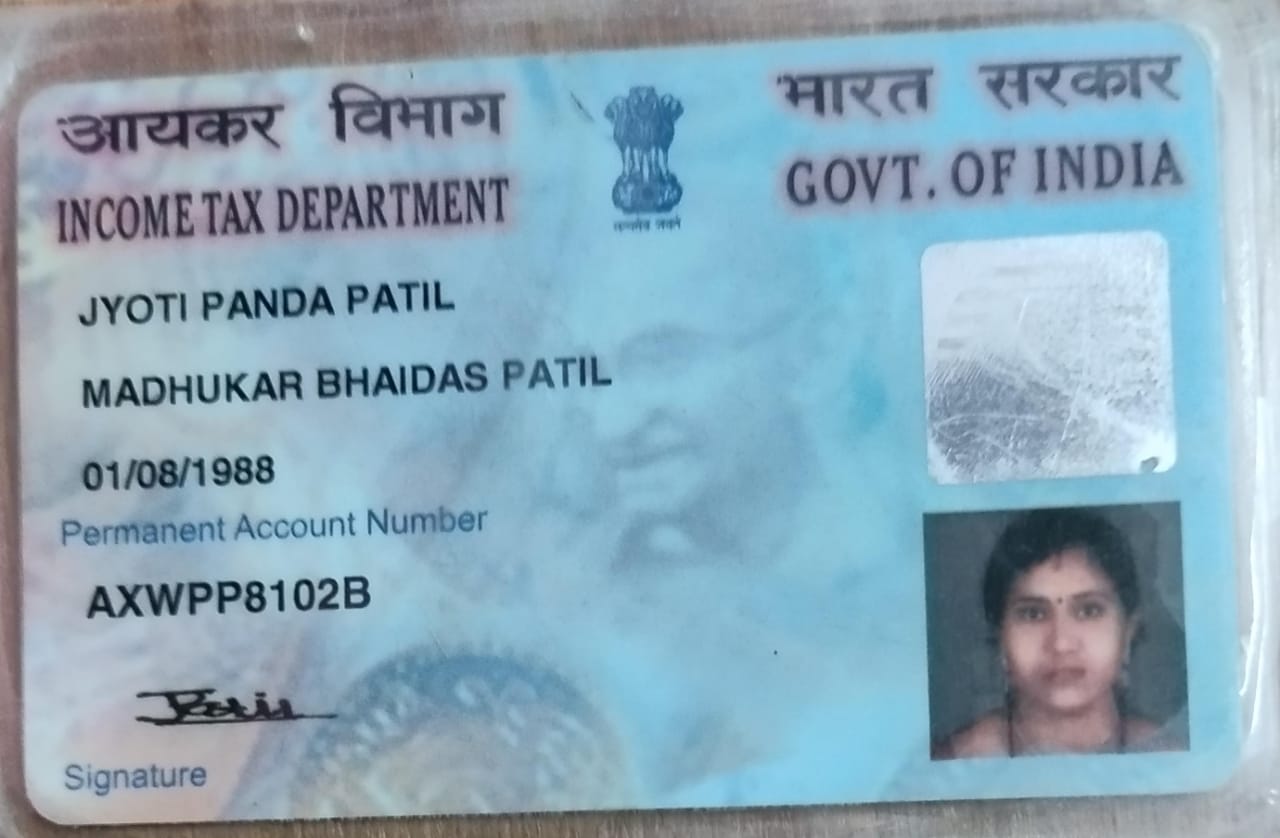 आयकर विभाग
INCOME TAX DEPARTMENT
भारत सरकार
GOVT. OF INDIA
सत्यमेव जयते
JYOTI PANDA PATIL
MADHUKAR BHAIDAS PATIL
01/08/1988
Permanent Account Number
AXWPP8102B
Signature